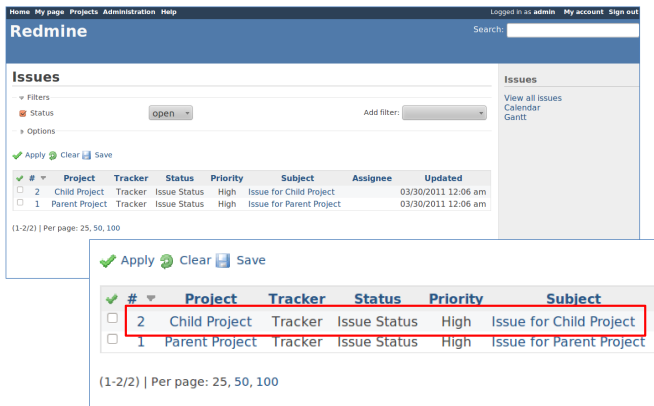 Home My page Projects Administration Help Logged in as admin My account Sign out
Redmine
Search:
Issues
Filters
Status open Add filter:
Options
Apply Clear Save
# Project Tracker Status Priority Subject Assignee Updated
2 Child Project Tracker Issue Status High Issue for Child Project 03/30/2011 12:06 am
1 Parent Project Tracker Issue Status High Issue for Parent Project 03/30/2011 12:06 am
(1-2/2) | Per page: 25, 50, 100
Issues
View all issues
Calendar
Gantt
Apply Clear Save
# Project Tracker Status Priority Subject
2 Child Project Tracker Issue Status High Issue for Child Project
1 Parent Project Tracker Issue Status High Issue for Parent Project
(1-2/2) | Per page: 25, 50, 100